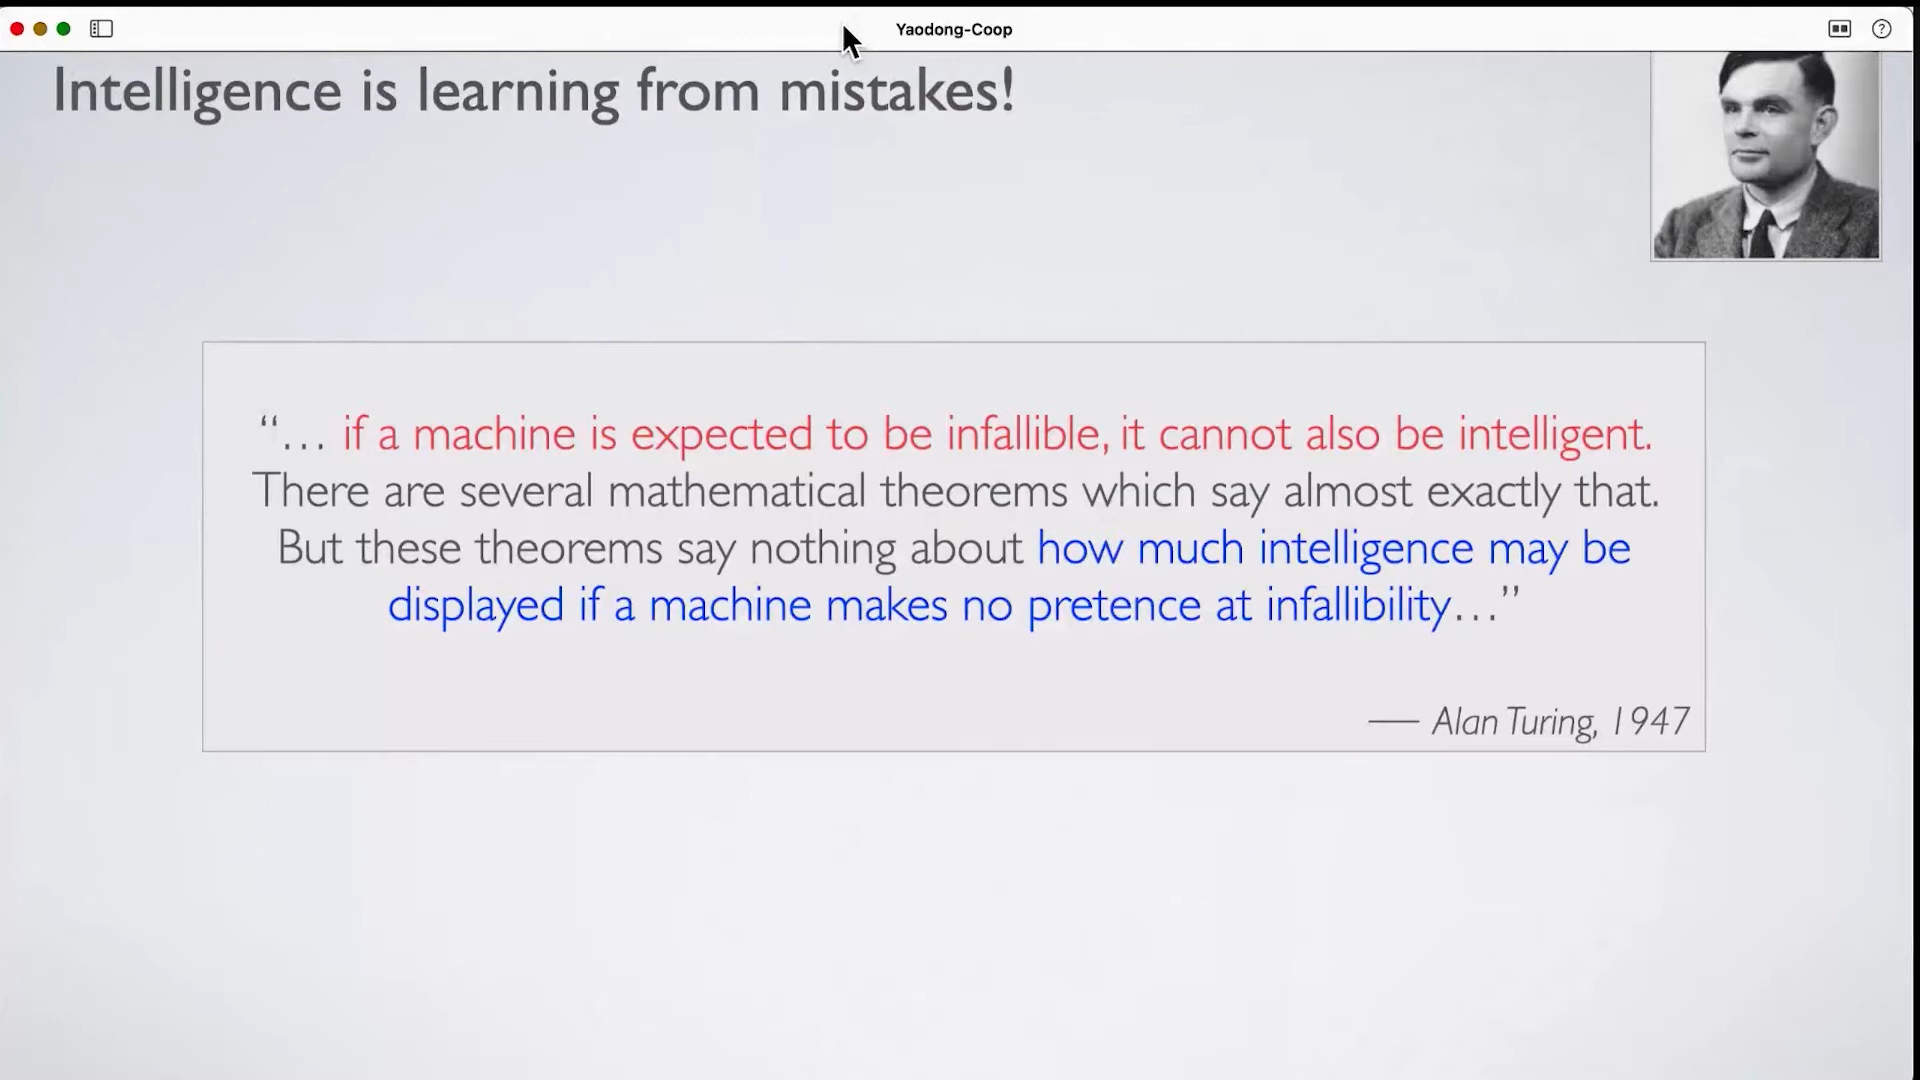 Yaodong-Coop
Intelligence is learning from mistakes!
“… if a machine is expected to be infallible, it cannot also be intelligent.
There are several mathematical theorems which say almost exactly that.
But these theorems say nothing about how much intelligence may be
displayed if a machine makes no pretence at infallibility…”
— Alan Turing, 1947